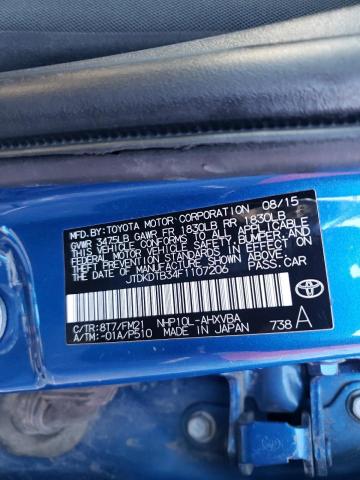 MFD.BY:TOYOTA MOTOR CORPORATION 08/15
GVWR 3475LB GAWR FR 1830LB RR 1830LB
THIS VEHICLE CONFORMS TO ALL APPLICABLE
FEDERAL MOTOR VEHICLE SAFETY, BUMPER, AND
THEFT PREVENTION STANDARDS IN EFFECT ON
THE DATE OF MANUFACTURE SHOWN ABOVE.
JTDKDTB34F1107206 PASS.CAR
C/TR:8T7/FM21 NHP10L-AHXVBA
A/TM:-01A/P510 MADE IN JAPAN 738 A
TOYOTA